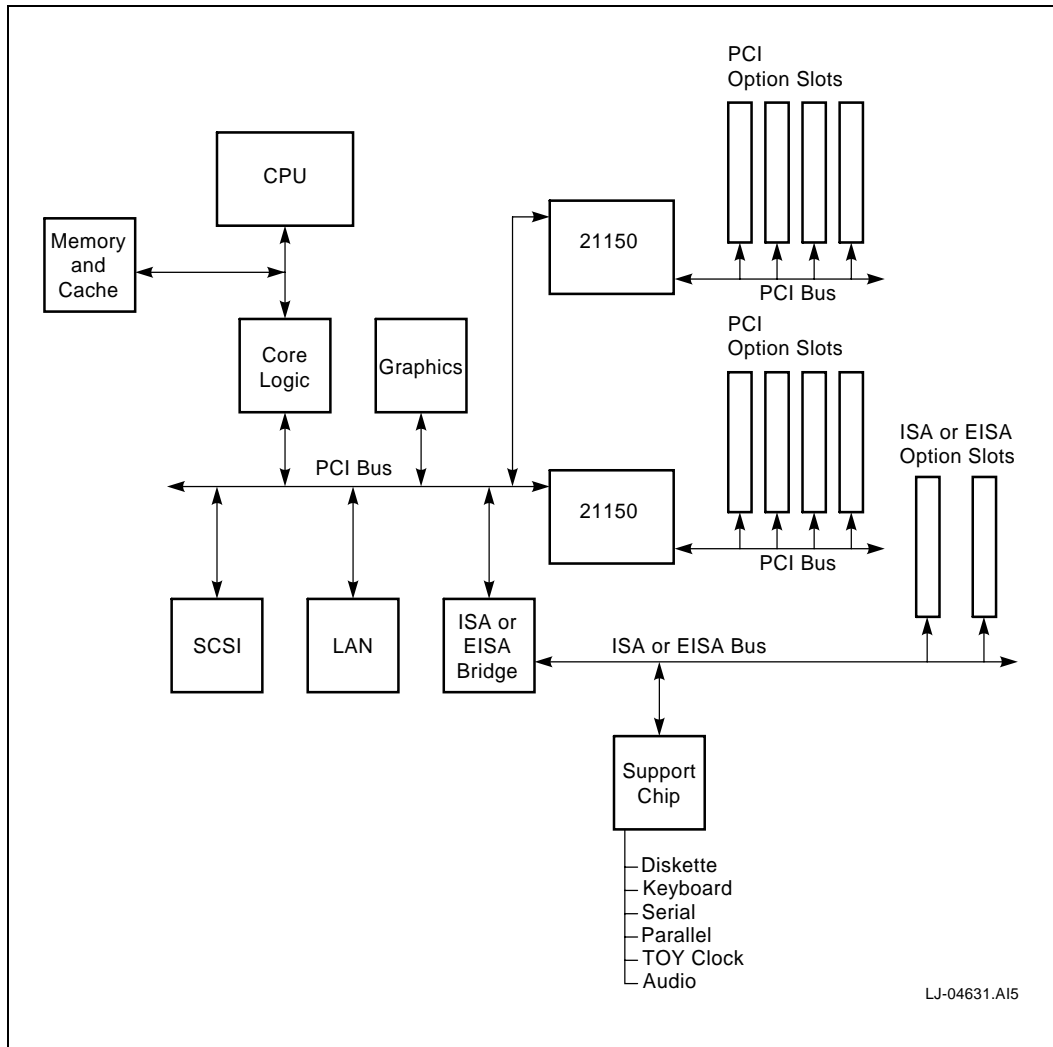 PCI
Option Slots
CPU
21150
Memory
and
Cache
PCI Bus
PCI
Option Slots
Core
Logic
Graphics
ISA or EISA
Option Slots
PCI Bus
21150
PCI Bus
SCSI
LAN
ISA or
EISA
Bridge
ISA or EISA Bus
Support
Chip
Diskette
Keyboard
Serial
Parallel
TOY Clock
Audio
LJ-04631.AI5